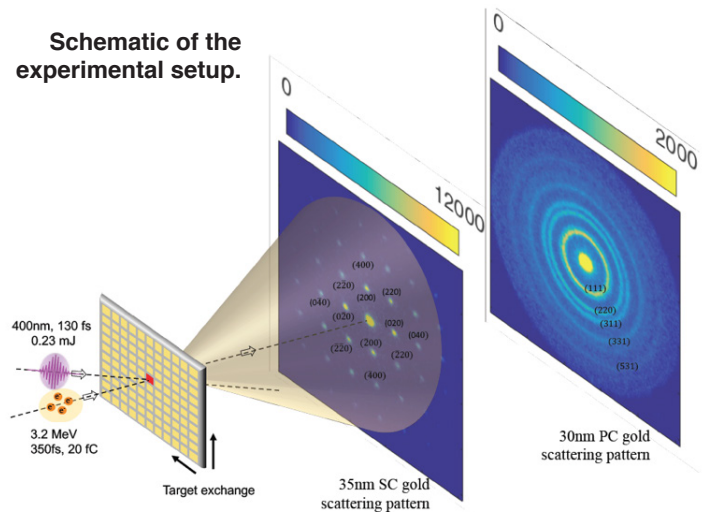 Schematic of the
experimental setup.
0
12000
0
2000
(400)
(220)
(200)
(220)
(040)
(020)
(020)
(040)
(220)
(200)
(220)
(400)
(111)
(220)
(311)
(331)
(531)
400nm, 130 fs
0.23 mJ
e e
e e
3.2 MeV
350fs, 20 fC
Target exchange
35nm SC gold
scattering pattern
30nm PC gold
scattering pattern